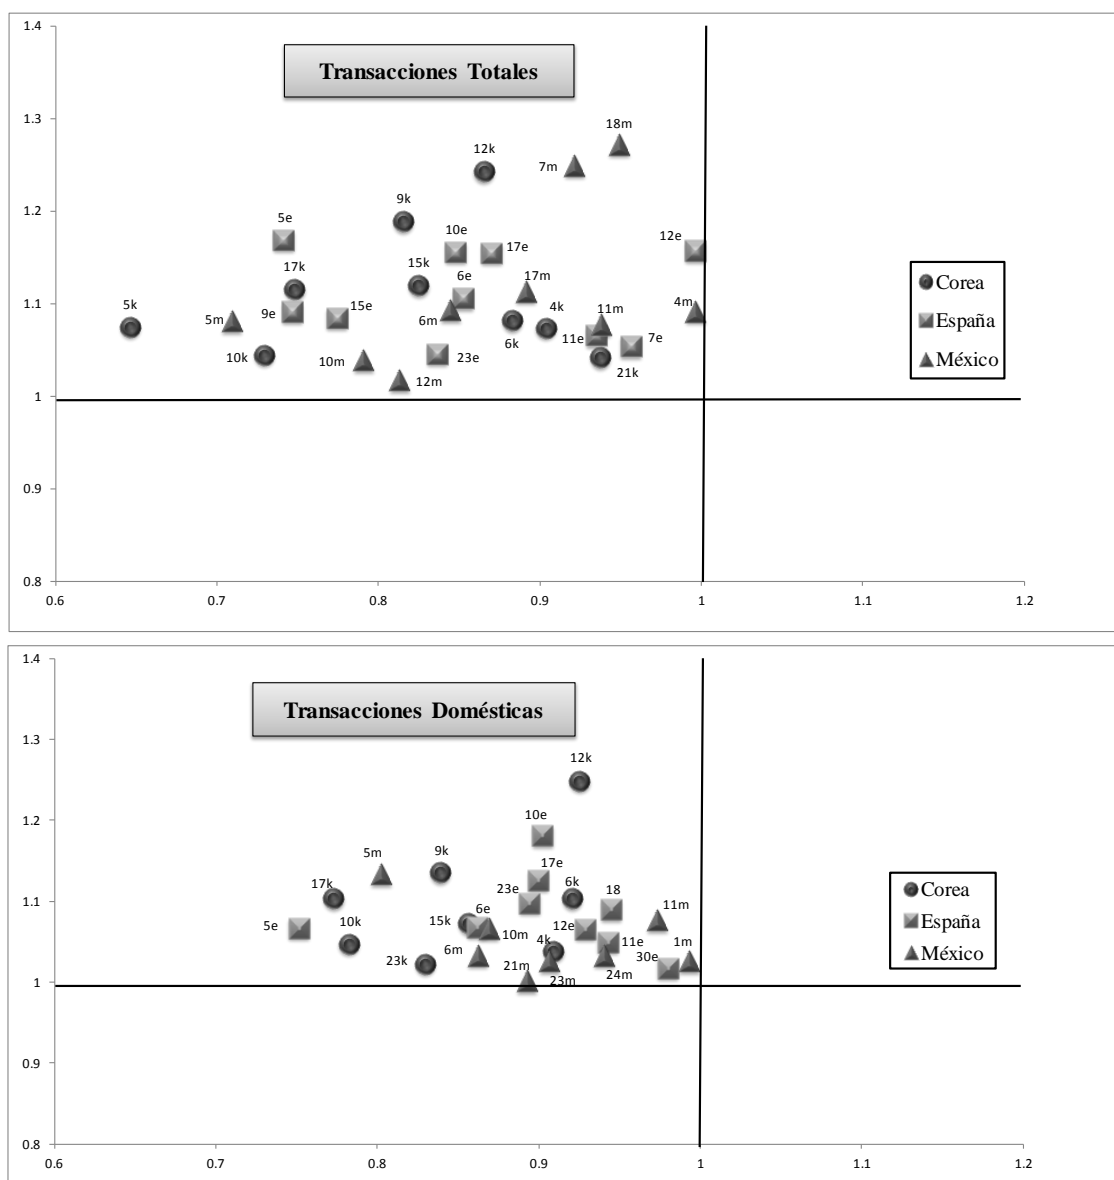 1.4
Transacciones Totales
1.3
18m
12k
7m
1.2
9k
5e
10e
17e
12e
17k
15k
6e
17m
Corea
1.1
5k
5m
9e
15e
6m
4k
11m
4m
España
6k
11e
7e
10k
10m
23e
12m
21k
México
1
0.9
0.8
0.6
0.7
0.8
0.9
1
1.1
1.2
1.4
Transacciones Domésticas
1.3
12k
1.2
10e
5m
9k
17e
17k
23e
6k
18
11m
Corea
1.1
5e
10k
15k
6e
10m
12e
4k
11e
1m
España
23k
6m
21m
23m
24m
30e
México
1
0.9
0.8
0.6
0.7
0.8
0.9
1
1.1
1.2